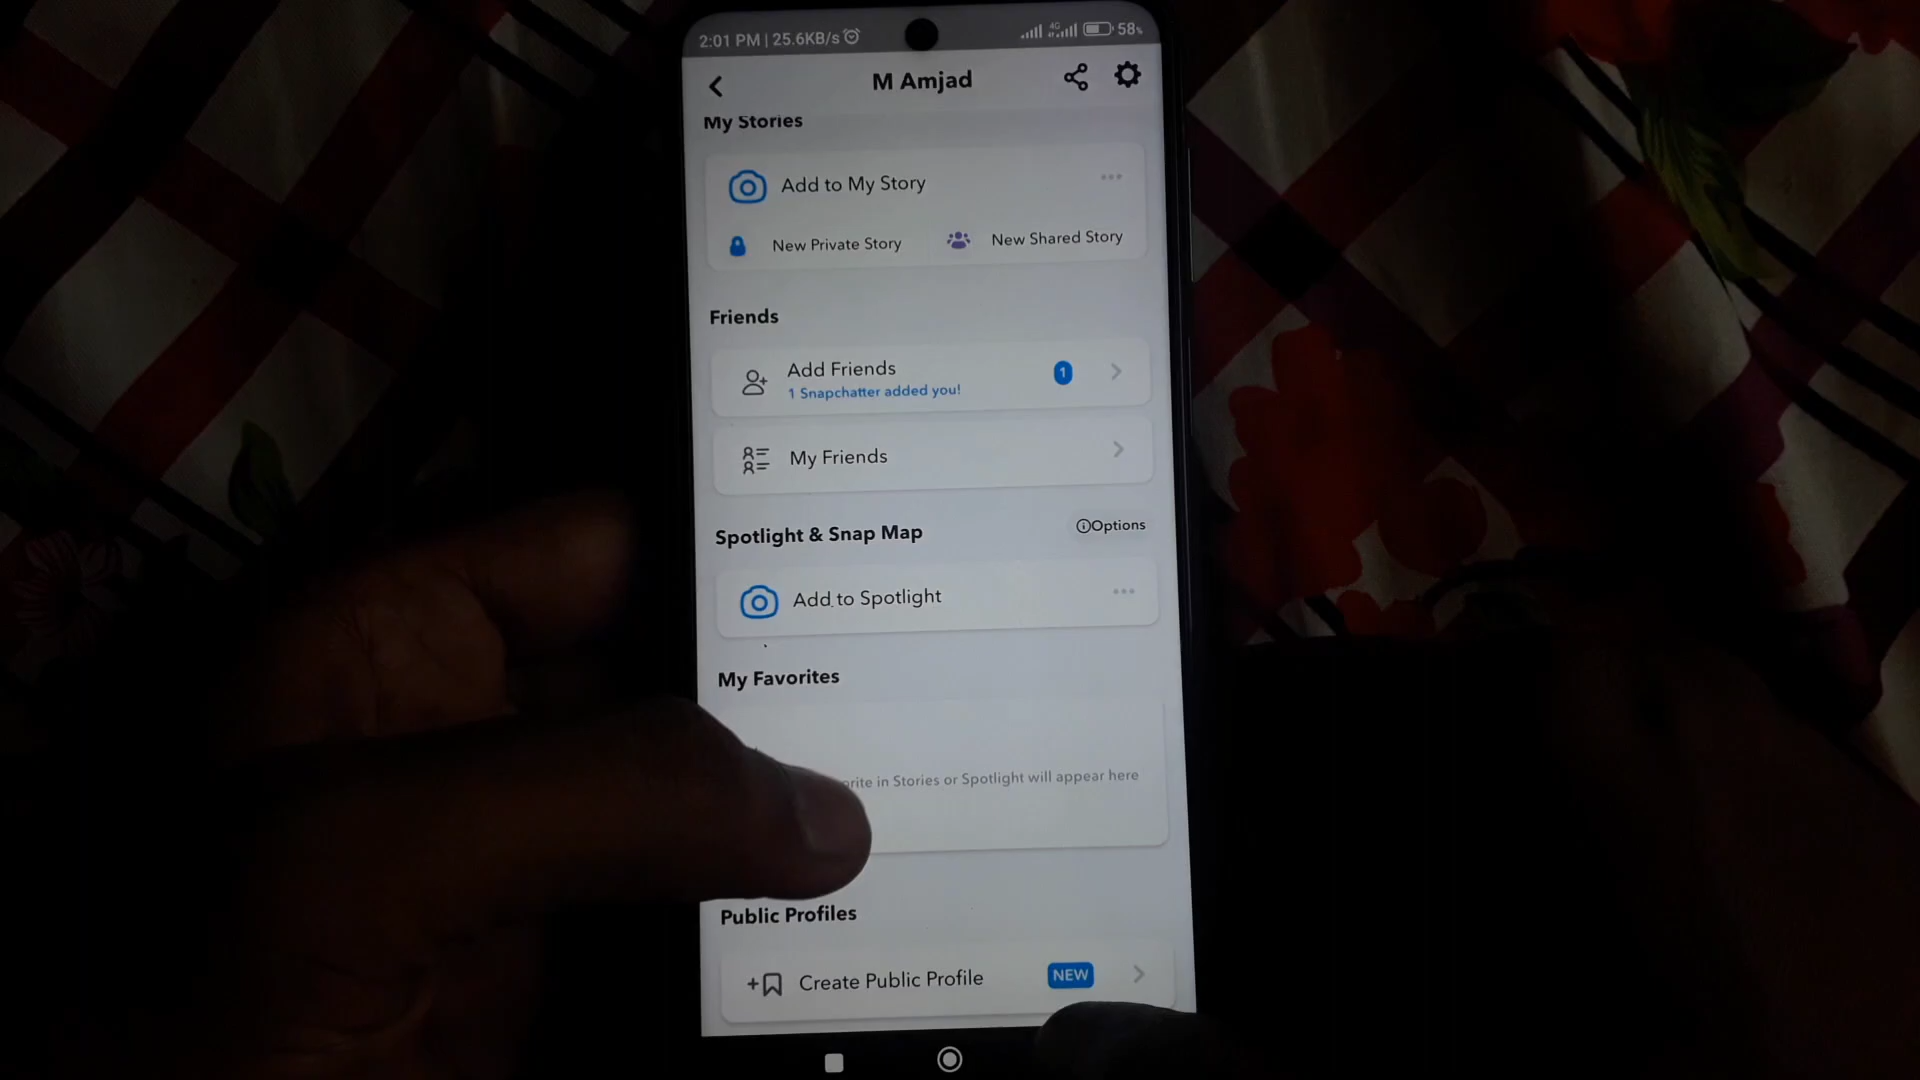 2:01 PM | 25.6KB/s
4G
58%
M Amjad
My Stories
Add to My Story
New Private Story
New Shared Story
Friends
Add Friends
1
1 Snapchatter added you!
My Friends
Spotlight & Snap Map
Options
Add to Spotlight
My Favorites
in Stories or Spotlight will appear here
Public Profiles
Create Public Profile
NEW